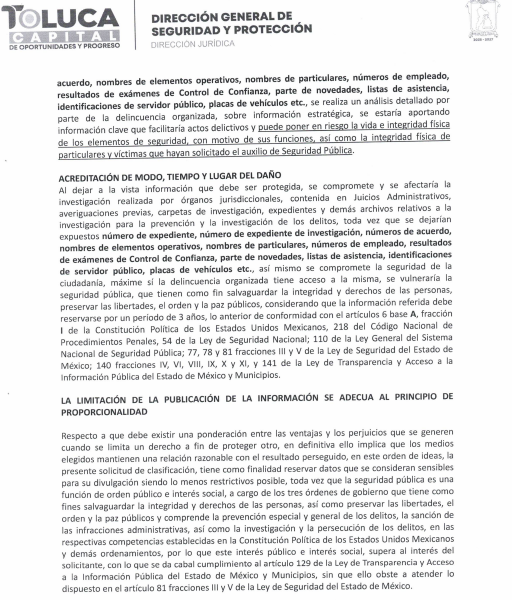 TOLUCA
CAPITAL
DE OPORTUNIDADES Y PROGRESO
DIRECCIÓN GENERAL DE
SEGURIDAD Y PROTECCIÓN
DIRECCIÓN JURÍDICA
acuerdo, nombres de elementos operativos, nombres de particulares, números de empleado,
resultados de exámenes de Control de Confianza, parte de novedades, listas de asistencia,
identificaciones de servidor público, placas de vehículos etc., se realiza un análisis detallado por
parte de la delincuencia organizada, sobre información estratégica, se estaría aportando
información clave que facilitaría actos delictivos y puede poner en riesgo la vida e integridad física
de los elementos de seguridad, con motivo de sus funciones, así como la integridad física de
particulares y víctimas que hayan solicitado el auxilio de Seguridad Pública.
ACREDITACIÓN DE MODO, TIEMPO Y LUGAR DEL DAÑO
Al dejar a la vista información que debe ser protegida, se compromete y se afectaría la
investigación realizada por órganos jurisdiccionales, contenida en Juicios Administrativos,
averiguaciones previas, carpetas de investigación, expedientes y demás archivos relativos a la
investigación para la prevención y la investigación de los delitos, toda vez que se dejarían
expuestos número de expediente, número de expediente de investigación, números de acuerdo,
nombres de elementos operativos, nombres de particulares, números de empleado, resultados
de exámenes de Control de Confianza, parte de novedades, listas de asistencia, identificaciones
de servidor público, placas de vehículos etc., así mismo se compromete la seguridad de la
ciudadanía, máxime sí la delincuencia organizada tiene acceso a la misma, se vulneraría la
seguridad pública, que tienen como fin salvaguardar la integridad y derechos de las personas,
preservar las libertades, el orden y la paz públicos, considerando que la información referida debe
reservarse por un periodo de 3 años, lo anterior de conformidad con el artículos 6 base A, fracción
I de la Constitución Política de los Estados Unidos Mexicanos, 218 del Código Nacional de
Procedimientos Penales, 54 de la Ley de Seguridad Nacional; 110 de la Ley General del Sistema
Nacional de Seguridad Pública; 77, 78 y 81 fracciones III y V de la Ley de Seguridad del Estado de
México; 140 fracciones IV, VI, VIII, IX, X y XI, y 141 de la Ley de Transparencia y Acceso a la
Información Pública del Estado de México y Municipios.
LA LIMITACIÓN DE LA PUBLICACIÓN DE LA INFORMACIÓN SE ADECUA AL PRINCIPIO DE
PROPORCIONALIDAD
Respecto a que debe existir una ponderación entre las ventajas y los perjuicios que se generen
cuando se limita un derecho a fin de proteger otro, en definitiva ello implica que los medios
elegidos mantienen una relación razonable con el resultado perseguido, en este orden de ideas, la
presente solicitud de clasificación, tiene como finalidad reservar datos que se consideran sensibles
para su divulgación siendo lo menos restrictivos posible, toda vez que la seguridad pública es una
función de orden público e interés social, a cargo de los tres órdenes de gobierno que tiene como
fines salvaguardar la integridad y derechos de las personas, así como preservar las libertades, el
orden y la paz públicos y comprende la prevención especial y general de los delitos, la sanción de
las infracciones administrativas, así como la investigación y la persecución de los delitos, en las
respectivas competencias establecidas en la Constitución Política de los Estados Unidos Mexicanos
y demás ordenamientos, por lo que este interés público e interés social, supera al interés del
solicitante, con lo que se da cabal cumplimiento al artículo 129 de la Ley de Transparencia y Acceso
a la Información Pública del Estado de México y Municipios, sin que ello obste a atender lo
dispuesto en el artículo 81 fracciones III y V de la Ley de Seguridad del Estado de México.